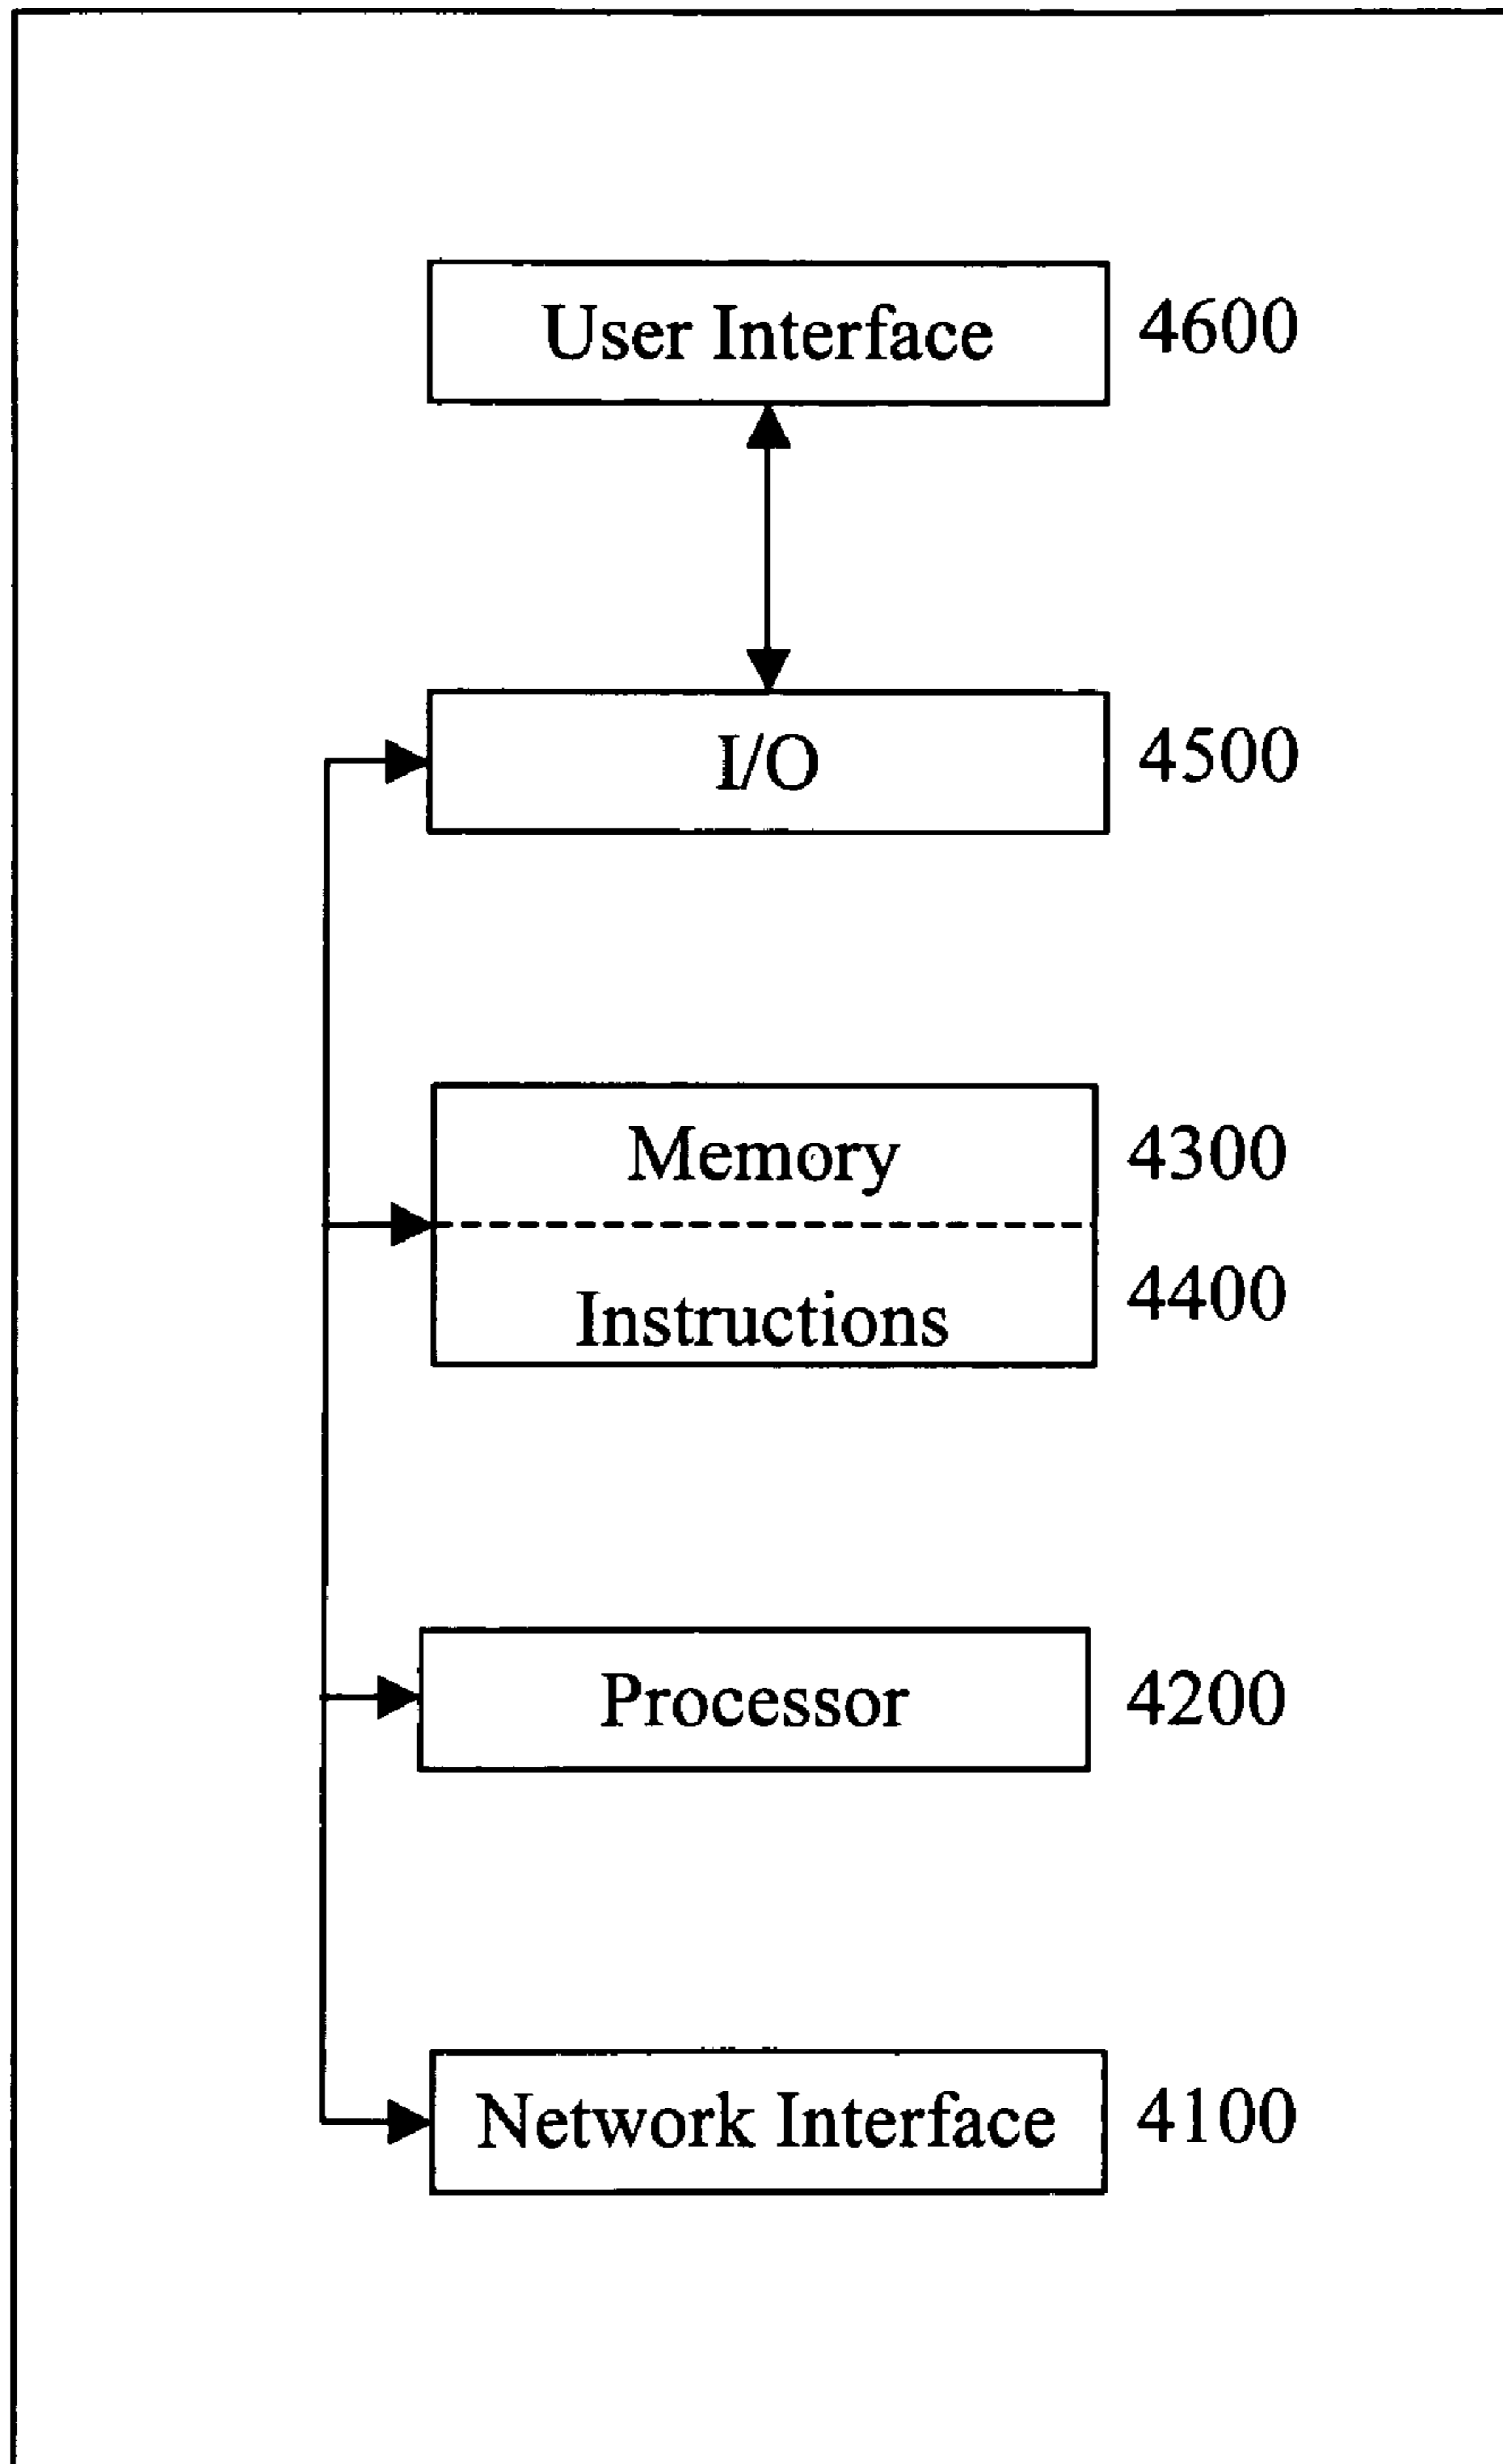 User Interface 4600
I/O 4500
Memory 4300
Instructions 4400
Processor 4200
Network Interface 4100